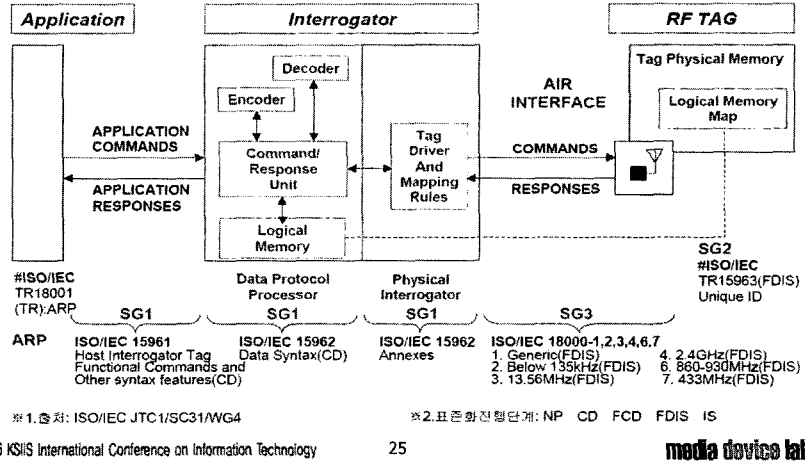 Application
Interrogator
RF TAG
Decoder
Encoder
Command/
Response
Unit
Logical
Memory
Tag
Driver
And
Mapping
Rules
APPLICATION
COMMANDS
APPLICATION
RESPONSES
AIR
INTERFACE
COMMANDS
RESPONSES
Tag Physical Memory
Logical Memory
Map
#ISO/IEC
TR18001
(TR):ARP
Data Protocol
Processor
Physical
Interrogator
SG2
#ISO/IEC
TR15963(FDIS)
Unique ID
SG1
SG1
SG1
SG3
ARP
ISO/IEC 15961
Host Interrogator Tag
Functional Commands and
Other syntax features(CD)
ISO/IEC 15962
Data Syntax(CD)
ISO/IEC 15962
Annexes
ISO/IEC 18000-1,2,3,4,6,7
1. Generic(FDIS)
2. Below 135kHz(FDIS)
3. 13.56MHz(FDIS)
4. 2.4GHz(FDIS)
6. 860-930MHz(FDIS)
7. 433MHz(FDIS)
※1.출처: ISO/IEC JTC1/SC31/WG4
※2.표준화진행단계: NP CD FCD FDIS IS
6 KSIIS International Conference on Information Technology
25
media device lab